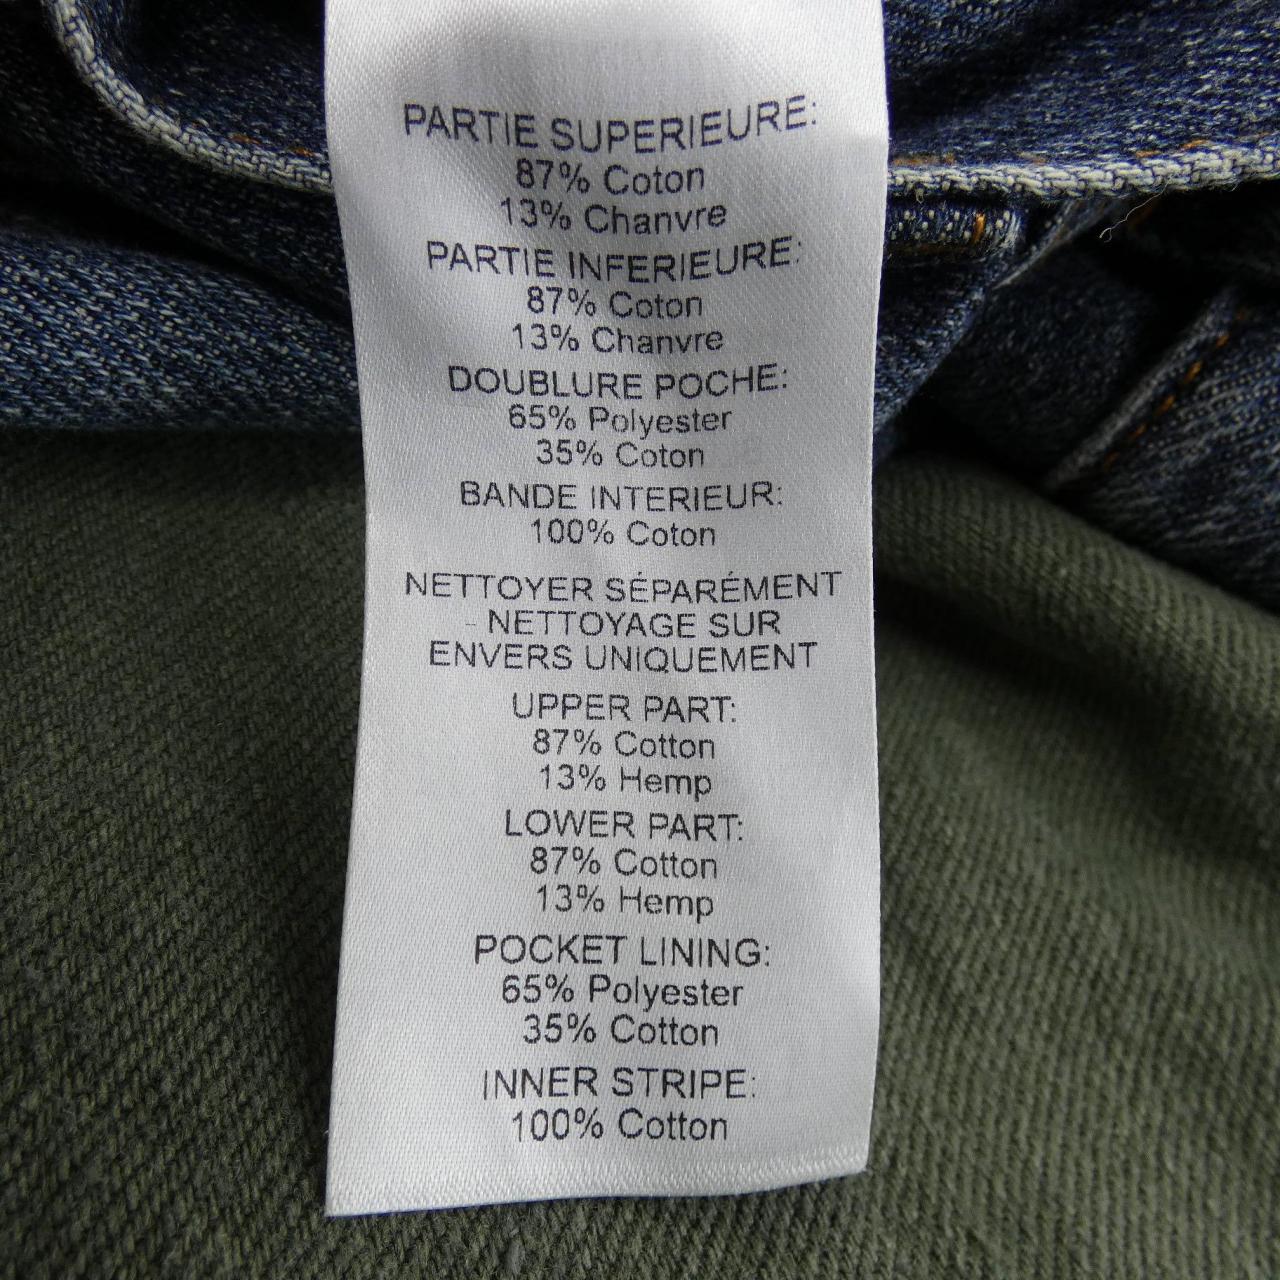 PARTIE SUPERIEURE:
87% Coton
13% Chanvre
PARTIE INFERIEURE:
87% Coton
13% Chanvre
DOUBLURE POCHE:
65% Polyester
35% Coton
BANDE INTERIEUR:
100% Coton
NETTOYER SÉPARÉMENT
- NETTOYAGE SUR
ENVERS UNIQUEMENT
UPPER PART:
87% Cotton
13% Hemp
LOWER PART:
87% Cotton
13% Hemp
POCKET LINING:
65% Polyester
35% Cotton
INNER STRIPE:
100% Cotton